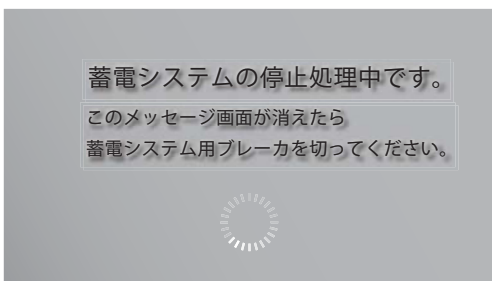 蓄電システムの停止処理中です。
このメッセージ画面が消えたら
蓄電システム用ブレーカを切ってください。